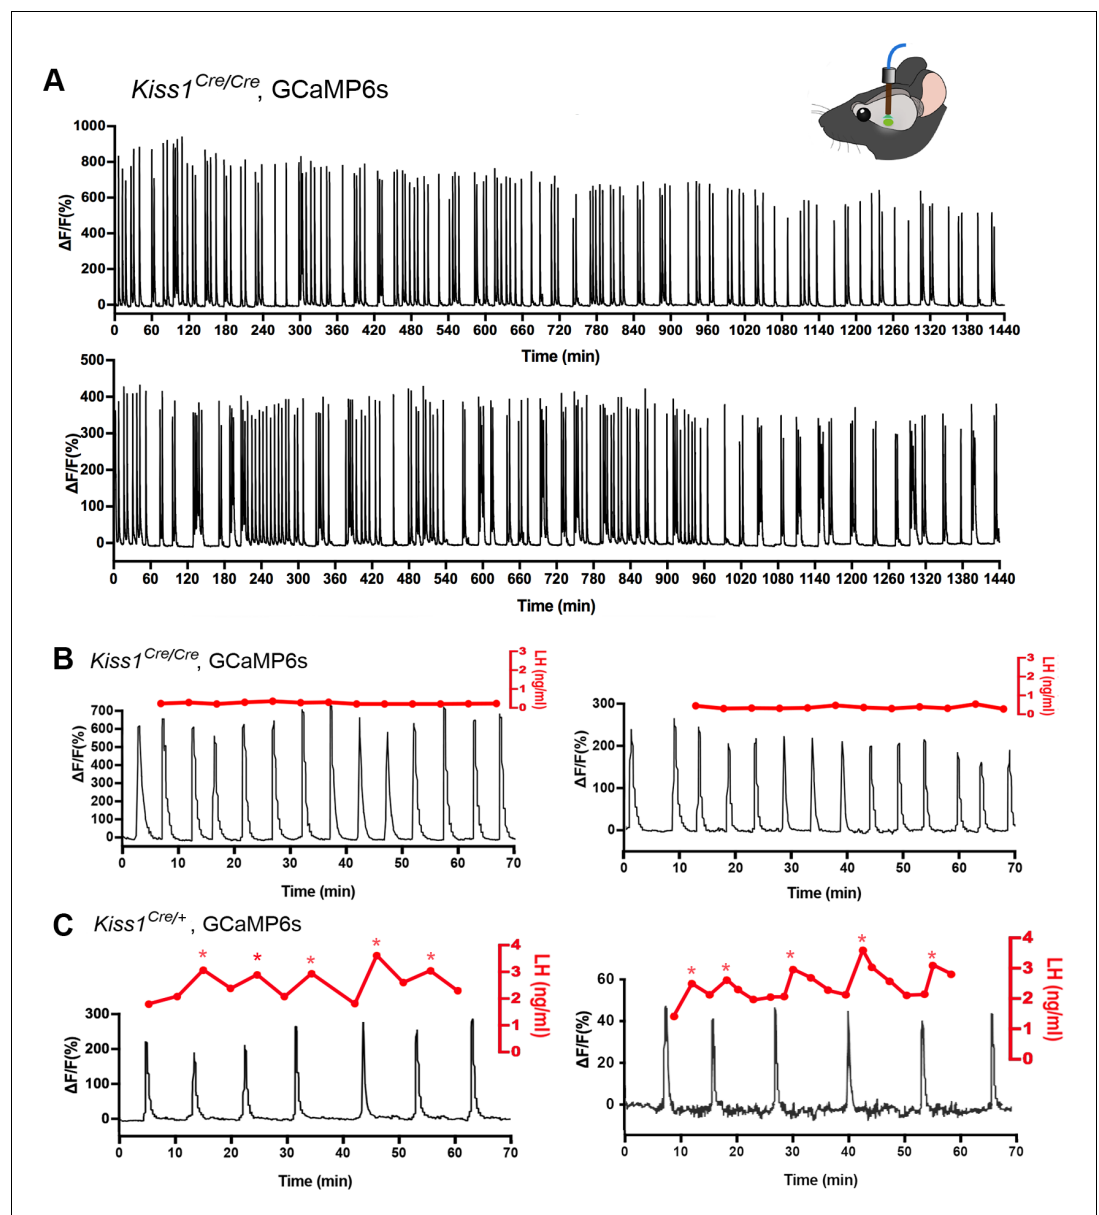 A
Kiss1Cre/Cre, GCaMP6s
1000
800
600
400
200
0
ΔF/F(%)
0 60 120 180 240 300 360 420 480 540 600 660 720 780 840 900 960 1020 1080 1140 1200 1260 1320 1380 1440
Time (min)
500
400
300
200
100
0
ΔF/F(%)
0 60 120 180 240 300 360 420 480 540 600 660 720 780 840 900 960 1020 1080 1140 1200 1260 1320 1380 1440
Time (min)
B
Kiss1Cre/Cre, GCaMP6s
3
2
1
0
LH (ng/ml)
700
600
500
400
300
200
100
0
ΔF/F(%)
0 10 20 30 40 50 60 70
Time (min)
3
2
1
0
LH (ng/ml)
300
200
100
0
ΔF/F(%)
0 10 20 30 40 50 60 70
Time (min)
C
Kiss1Cre/+, GCaMP6s
* * * * *
4
3
2
1
0
LH (ng/ml)
300
200
100
0
ΔF/F(%)
0 10 20 30 40 50 60 70
Time (min)
* * * * *
4
3
2
1
0
LH (ng/ml)
60
40
20
0
ΔF/F(%)
0 10 20 30 40 50 60 70
Time (min)